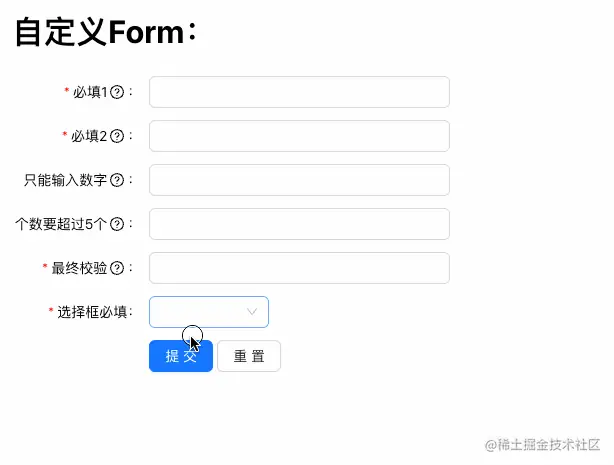 自定义Form：
* 必填1 ?：
* 必填2 ?：
只能输入数字 ?：
个数要超过5个 ?：
* 最终校验 ?：
* 选择框必填：
提 交 重 置
@稀土掘金技术社区